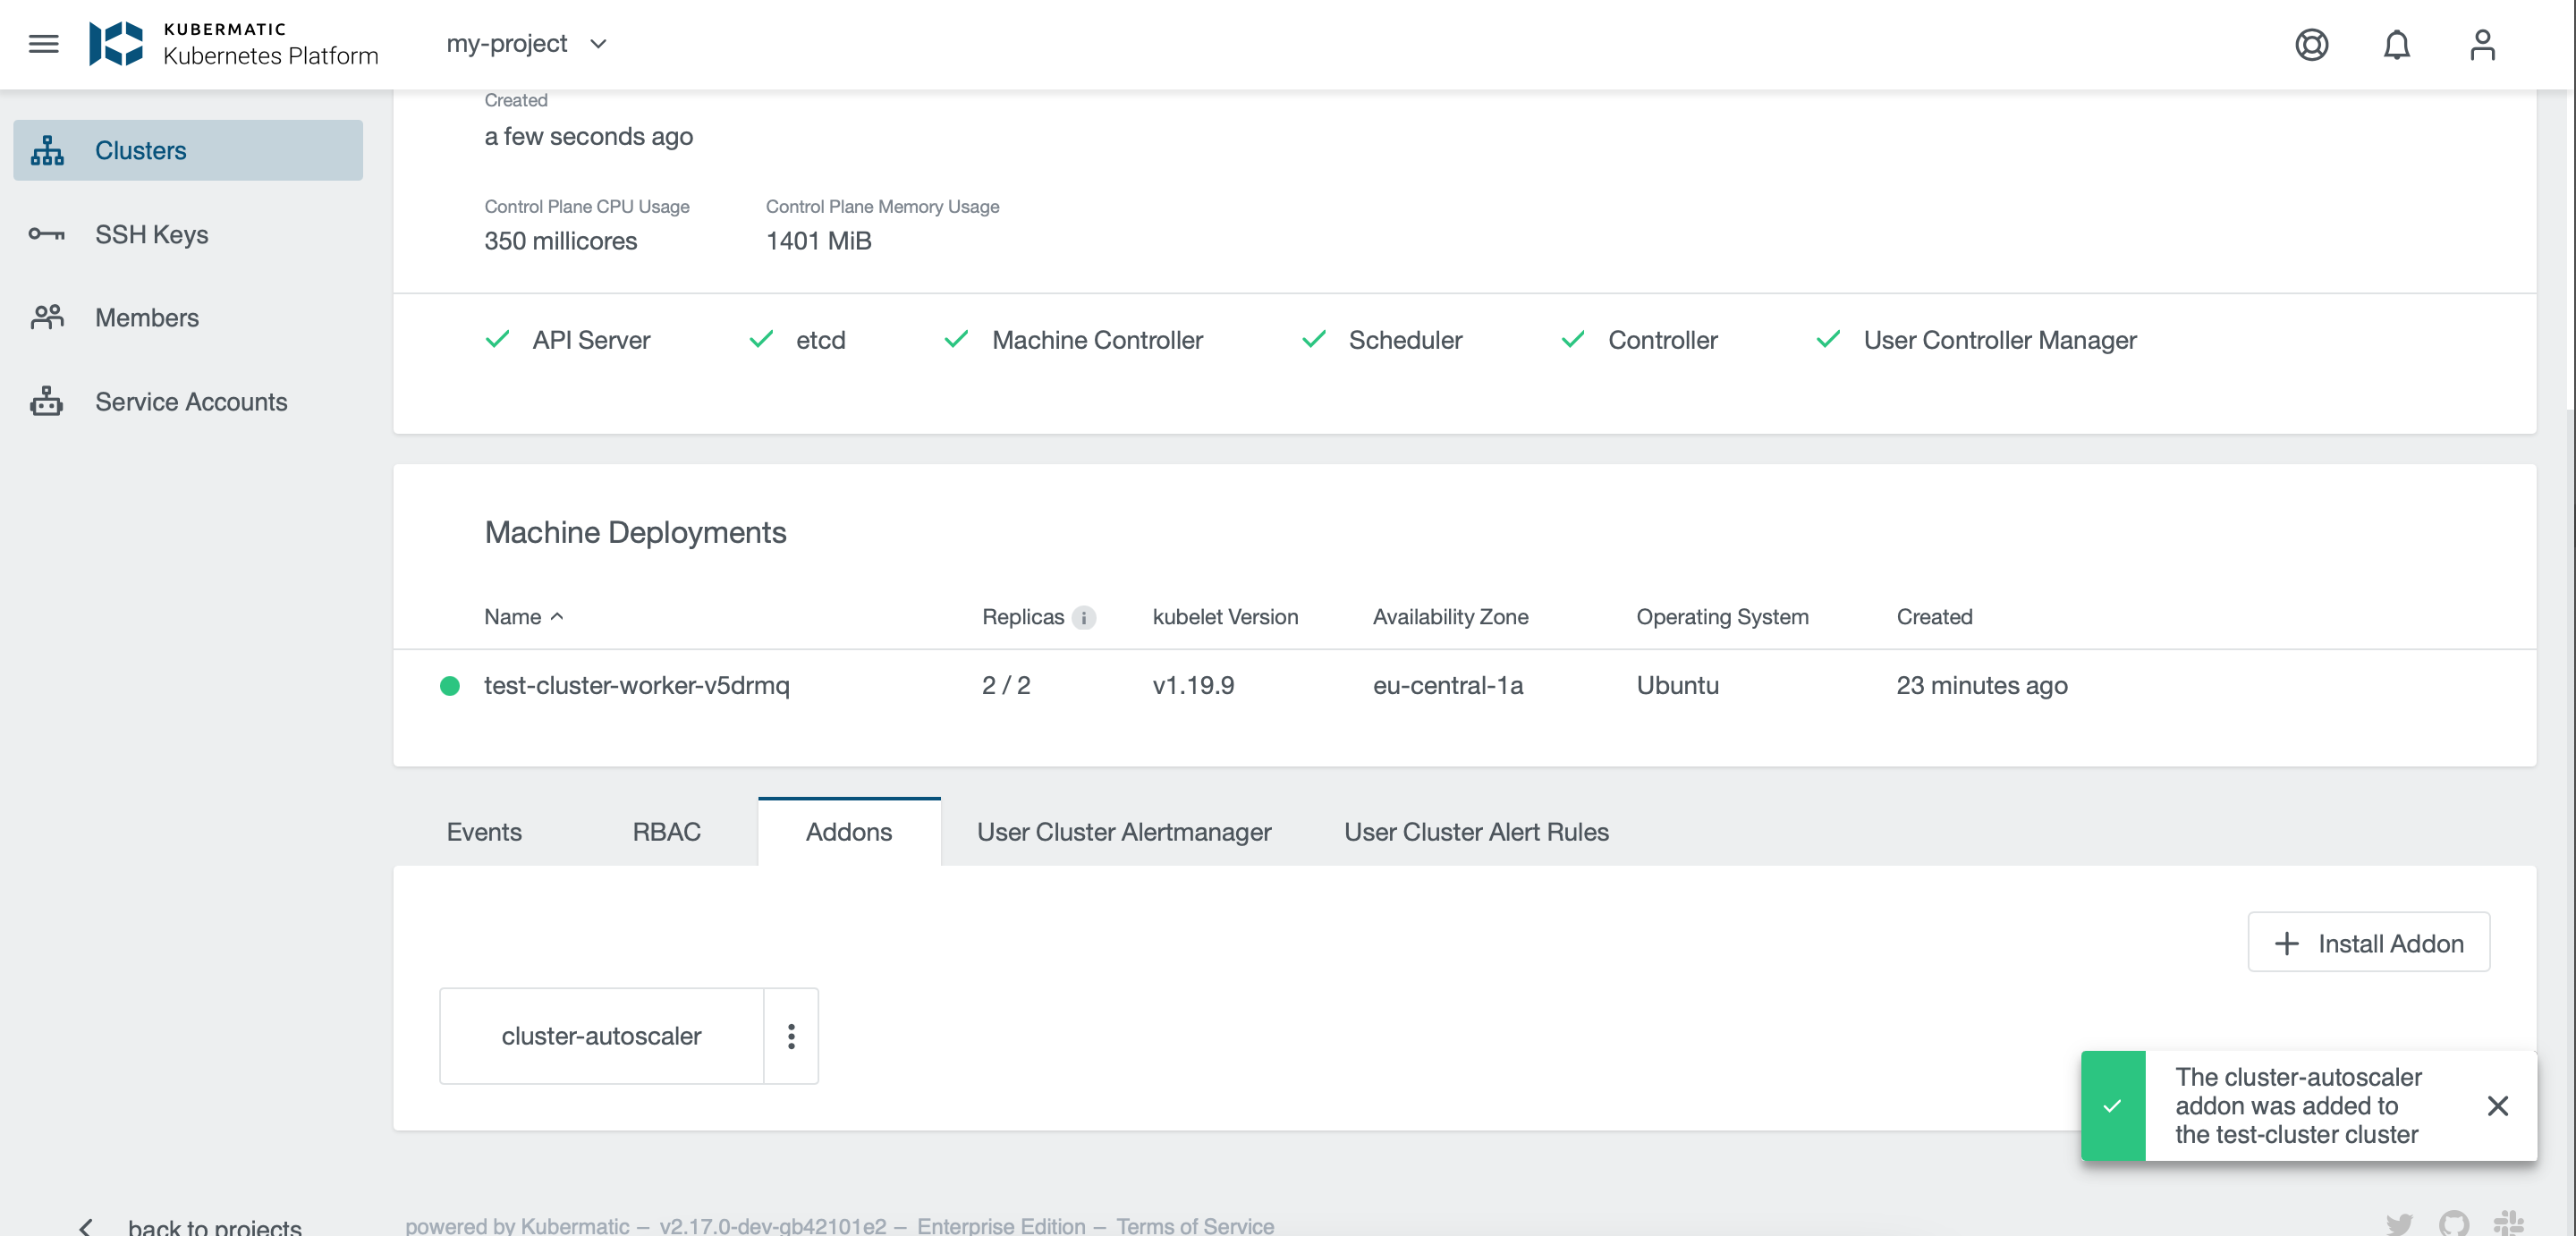 KUBERMATIC
Kubernetes Platform
my-project
Clusters
SSH Keys
Members
Service Accounts
Created
a few seconds ago
Control Plane CPU Usage Control Plane Memory Usage
350 millicores 1401 MiB
API Server etcd Machine Controller Scheduler Controller User Controller Manager
Machine Deployments
Name Replicas i kubelet Version Availability Zone Operating System Created
test-cluster-worker-v5drmq 2 / 2 v1.19.9 eu-central-1a Ubuntu 23 minutes ago
Events RBAC Addons User Cluster Alertmanager User Cluster Alert Rules
+ Install Addon
cluster-autoscaler
The cluster-autoscaler
addon was added to
the test-cluster cluster
back to projects
powered by Kubermatic – v2.17.0-dev-gb42101e2 – Enterprise Edition – Terms of Service